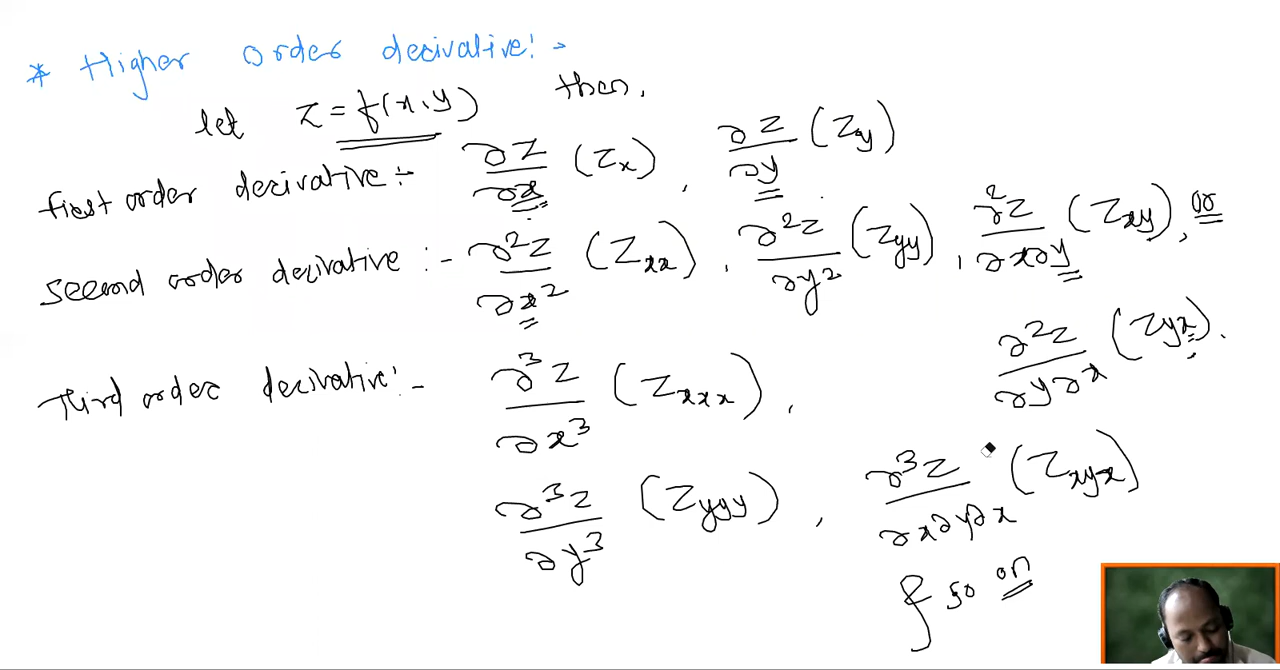 * Higher order derivative:-
let z = f(x,y) then,
first order derivative:- ∂z/∂x (Zx), ∂z/∂y (Zy)
second order derivative:- ∂²z/∂x² (Zxx), ∂²z/∂y² (Zyy), ∂²z/∂x∂y (Zxy), or
∂²z/∂y∂x (Zyx).
Third order derivative:- ∂³z/∂x³ (Zxxx),
∂³z/∂y³ (Zyyy), ∂³z/∂x∂y∂x (Zxyx)
& so on